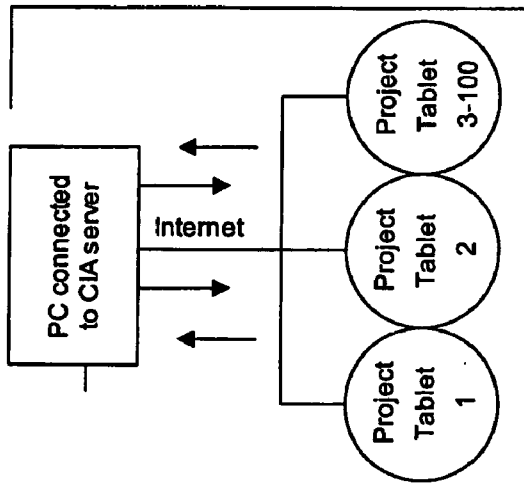 PC connected
to CIA server
Internet
Project
Tablet
1
Project
Tablet
2
Project
Tablet
3-100